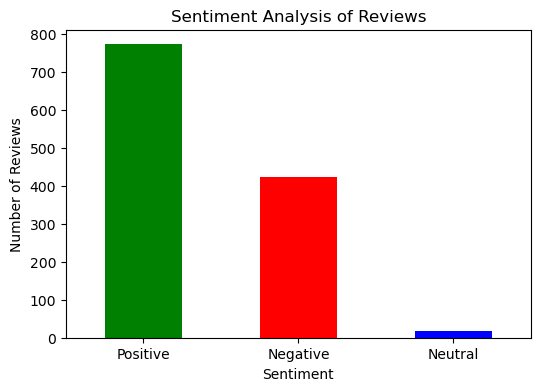 Sentiment Analysis of Reviews
800
700
600
500
400
300
200
100
0
Number of Reviews
Positive
Negative
Neutral
Sentiment